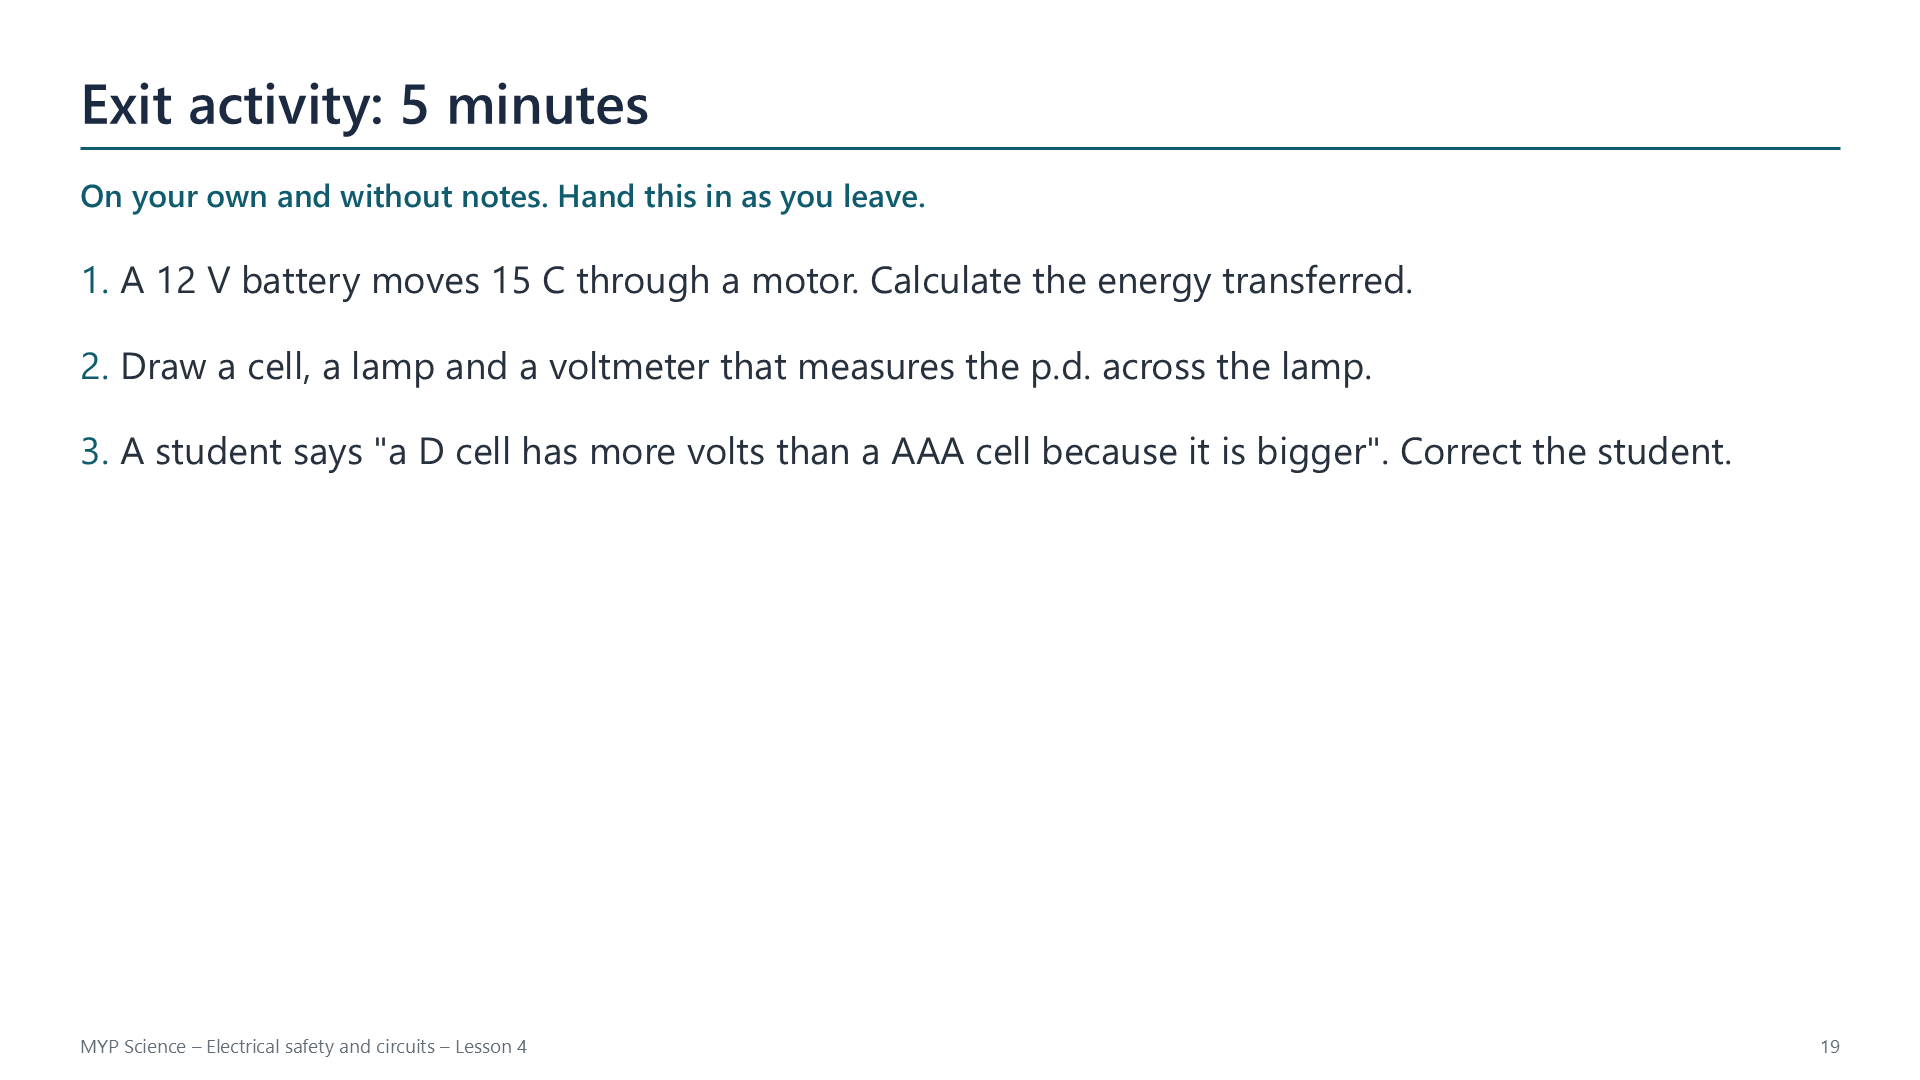 Exit activity: 5 minutes
On your own and without notes. Hand this in as you leave.
1. A 12 V battery moves 15 C through a motor. Calculate the energy transferred.
2. Draw a cell, a lamp and a voltmeter that measures the p.d. across the lamp.
3. A student says "a D cell has more volts than a AAA cell because it is bigger". Correct the student.
MYP Science – Electrical safety and circuits – Lesson 4
19